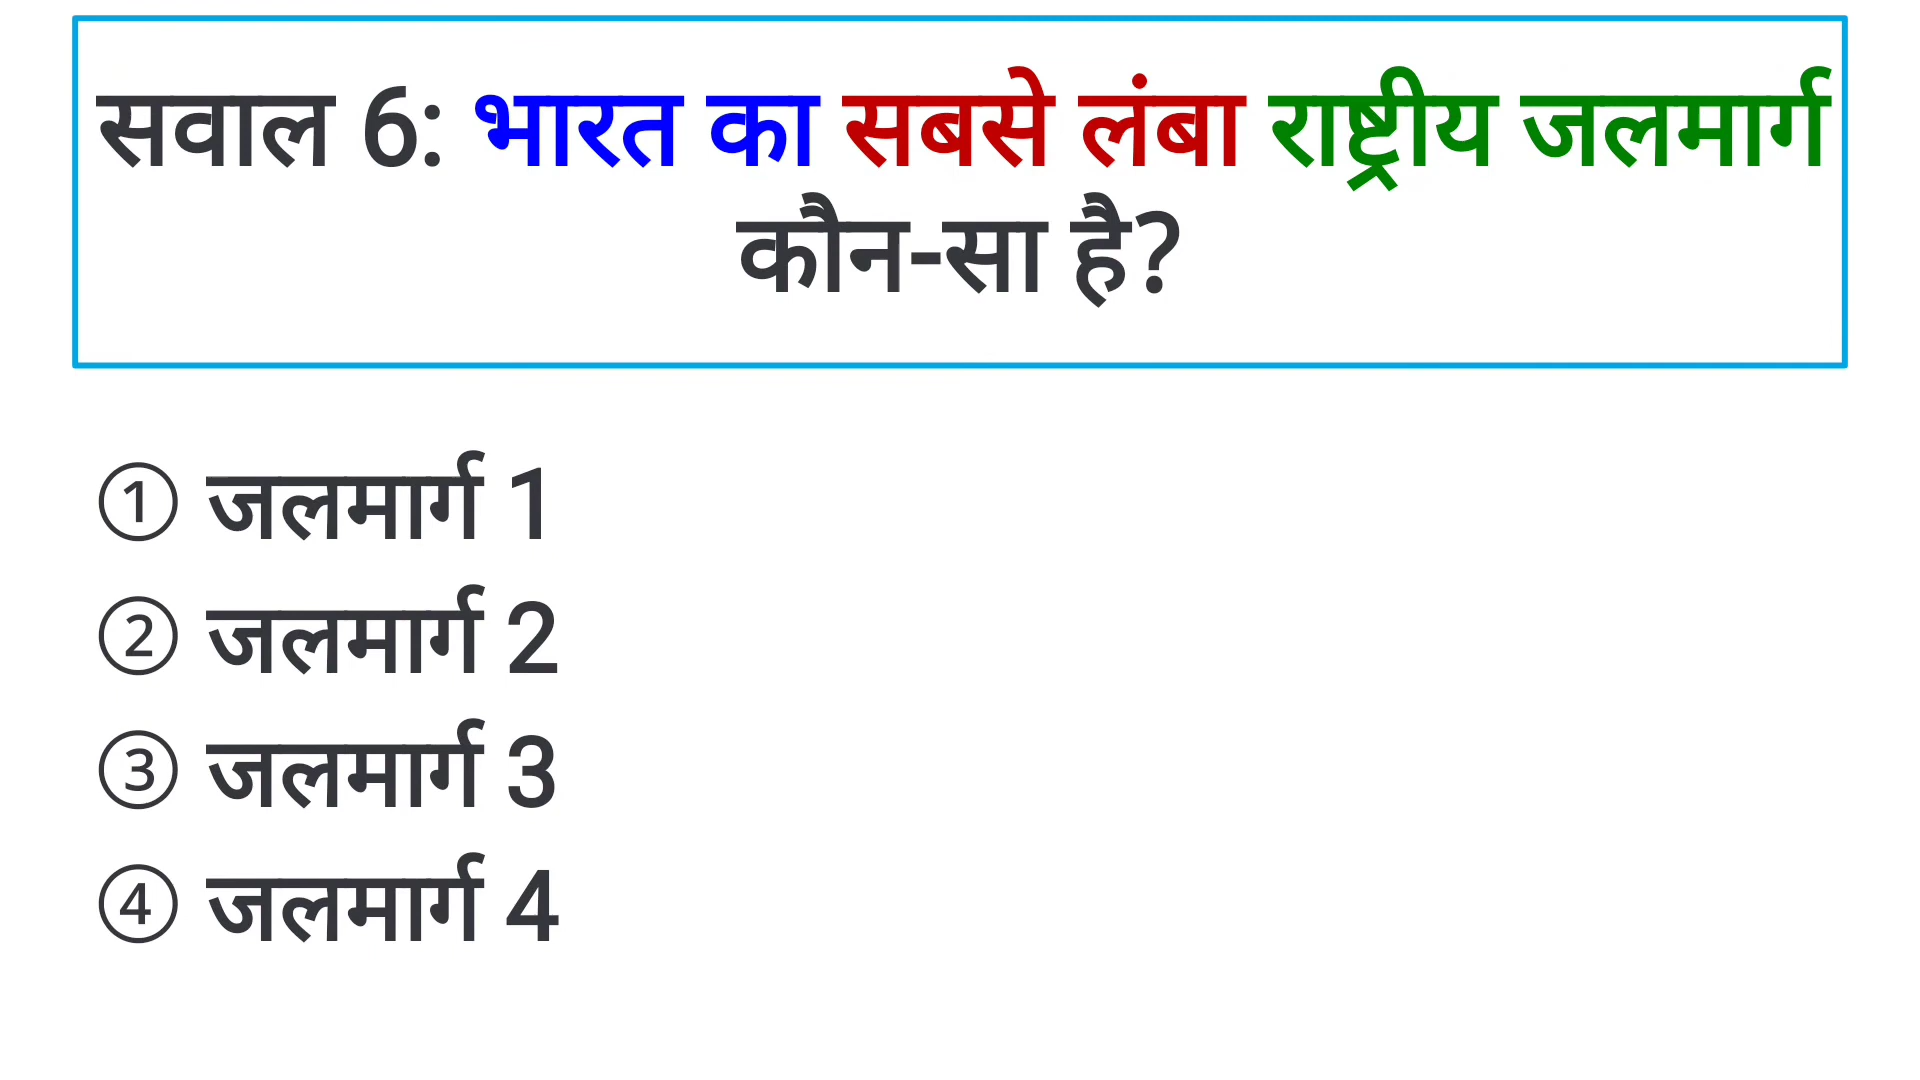 सवाल 6: भारत का सबसे लंबा राष्ट्रीय जलमार्ग
कौन-सा है?
① जलमार्ग 1
② जलमार्ग 2
③ जलमार्ग 3
④ जलमार्ग 4